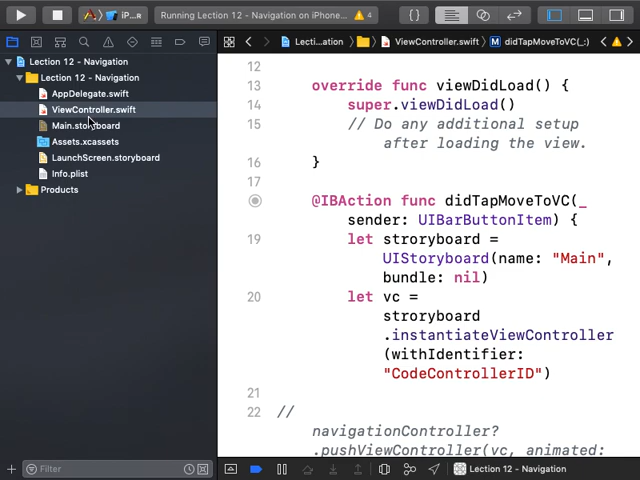 iP... Running Lection 12 - Navigation on iPhone... 4
Lecti...ation ViewController.swift M didTapMoveToVC(_:)
Lection 12 - Navigation
Lection 12 - Navigation
AppDelegate.swift
ViewController.swift
Main.storyboard
Assets.xcassets
LaunchScreen.storyboard
Info.plist
Products
12
13 override func viewDidLoad() {
14 super.viewDidLoad()
15 // Do any additional setup
after loading the view.
16 }
17
18 @IBAction func didTapMoveToVC(_
sender: UIBarButtonItem) {
19 let stroryboard =
UIStoryboard(name: "Main",
bundle: nil)
20 let vc =
stroryboard
.instantiateViewController
(withIdentifier:
"CodeControllerID")
21
22 //
navigationController?
.pushViewController(vc, animated:
Filter
Lection 12 - Navigation